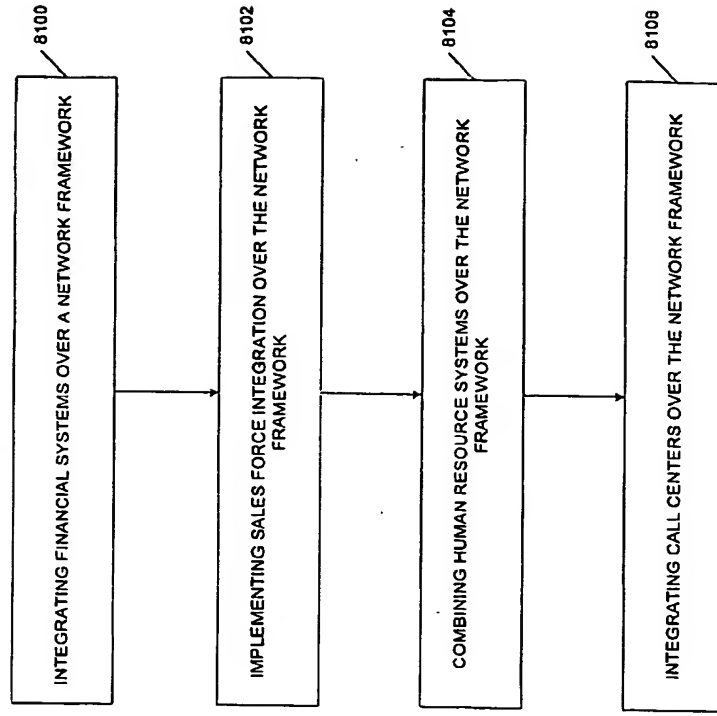 8100
INTEGRATING FINANCIAL SYSTEMS OVER A NETWORK FRAMEWORK
8102
IMPLEMENTING SALES FORCE INTEGRATION OVER THE NETWORK
FRAMEWORK
8104
COMBINING HUMAN RESOURCE SYSTEMS OVER THE NETWORK
FRAMEWORK
8108
INTEGRATING CALL CENTERS OVER THE NETWORK FRAMEWORK